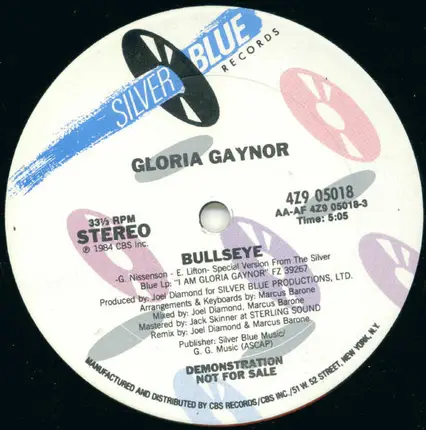 SILVER BLUE
RECORDS
GLORIA GAYNOR
4Z9 05018
AA-AF 4Z9 05018-3
Time: 5:05
33⅓ RPM
STEREO
℗ 1984 CBS Inc.
BULLSEYE
-G. Nissenson - E. Lifton- Special Version From The Silver
Blue Lp: "I AM GLORIA GAYNOR" FZ 39267
Produced by: Joel Diamond for SILVER BLUE PRODUCTIONS, LTD.
Arrangements & Keyboards by: Marcus Barone
Mixed by: Joel Diamond, Marcus Barone
Mastered by: Jack Skinner at STERLING SOUND
Remix by: Joel Diamond & Marcus Barone.
Publisher: Silver Blue Music/
G. G. Music (ASCAP)
DEMONSTRATION
NOT FOR SALE
MANUFACTURED AND DISTRIBUTED BY CBS RECORDS/CBS INC./51 W. 52 STREET, NEW YORK, N.Y.